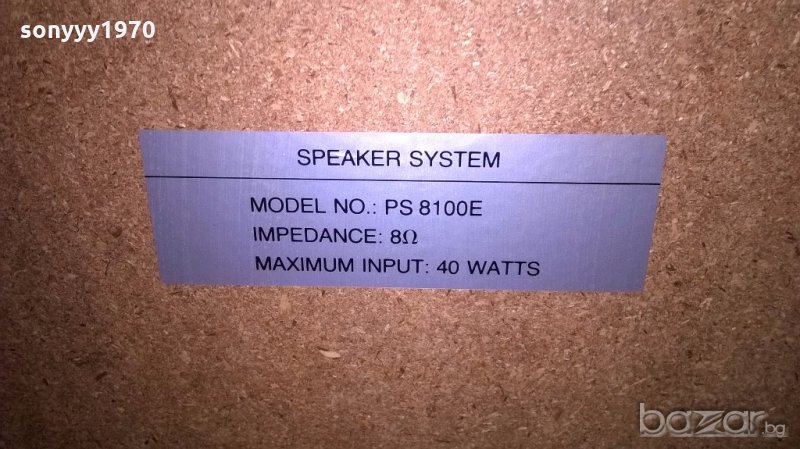 sonyyy1970
SPEAKER SYSTEM
MODEL NO.: PS 8100E
IMPEDANCE: 8Ω
MAXIMUM INPUT: 40 WATTS
bazar.bg